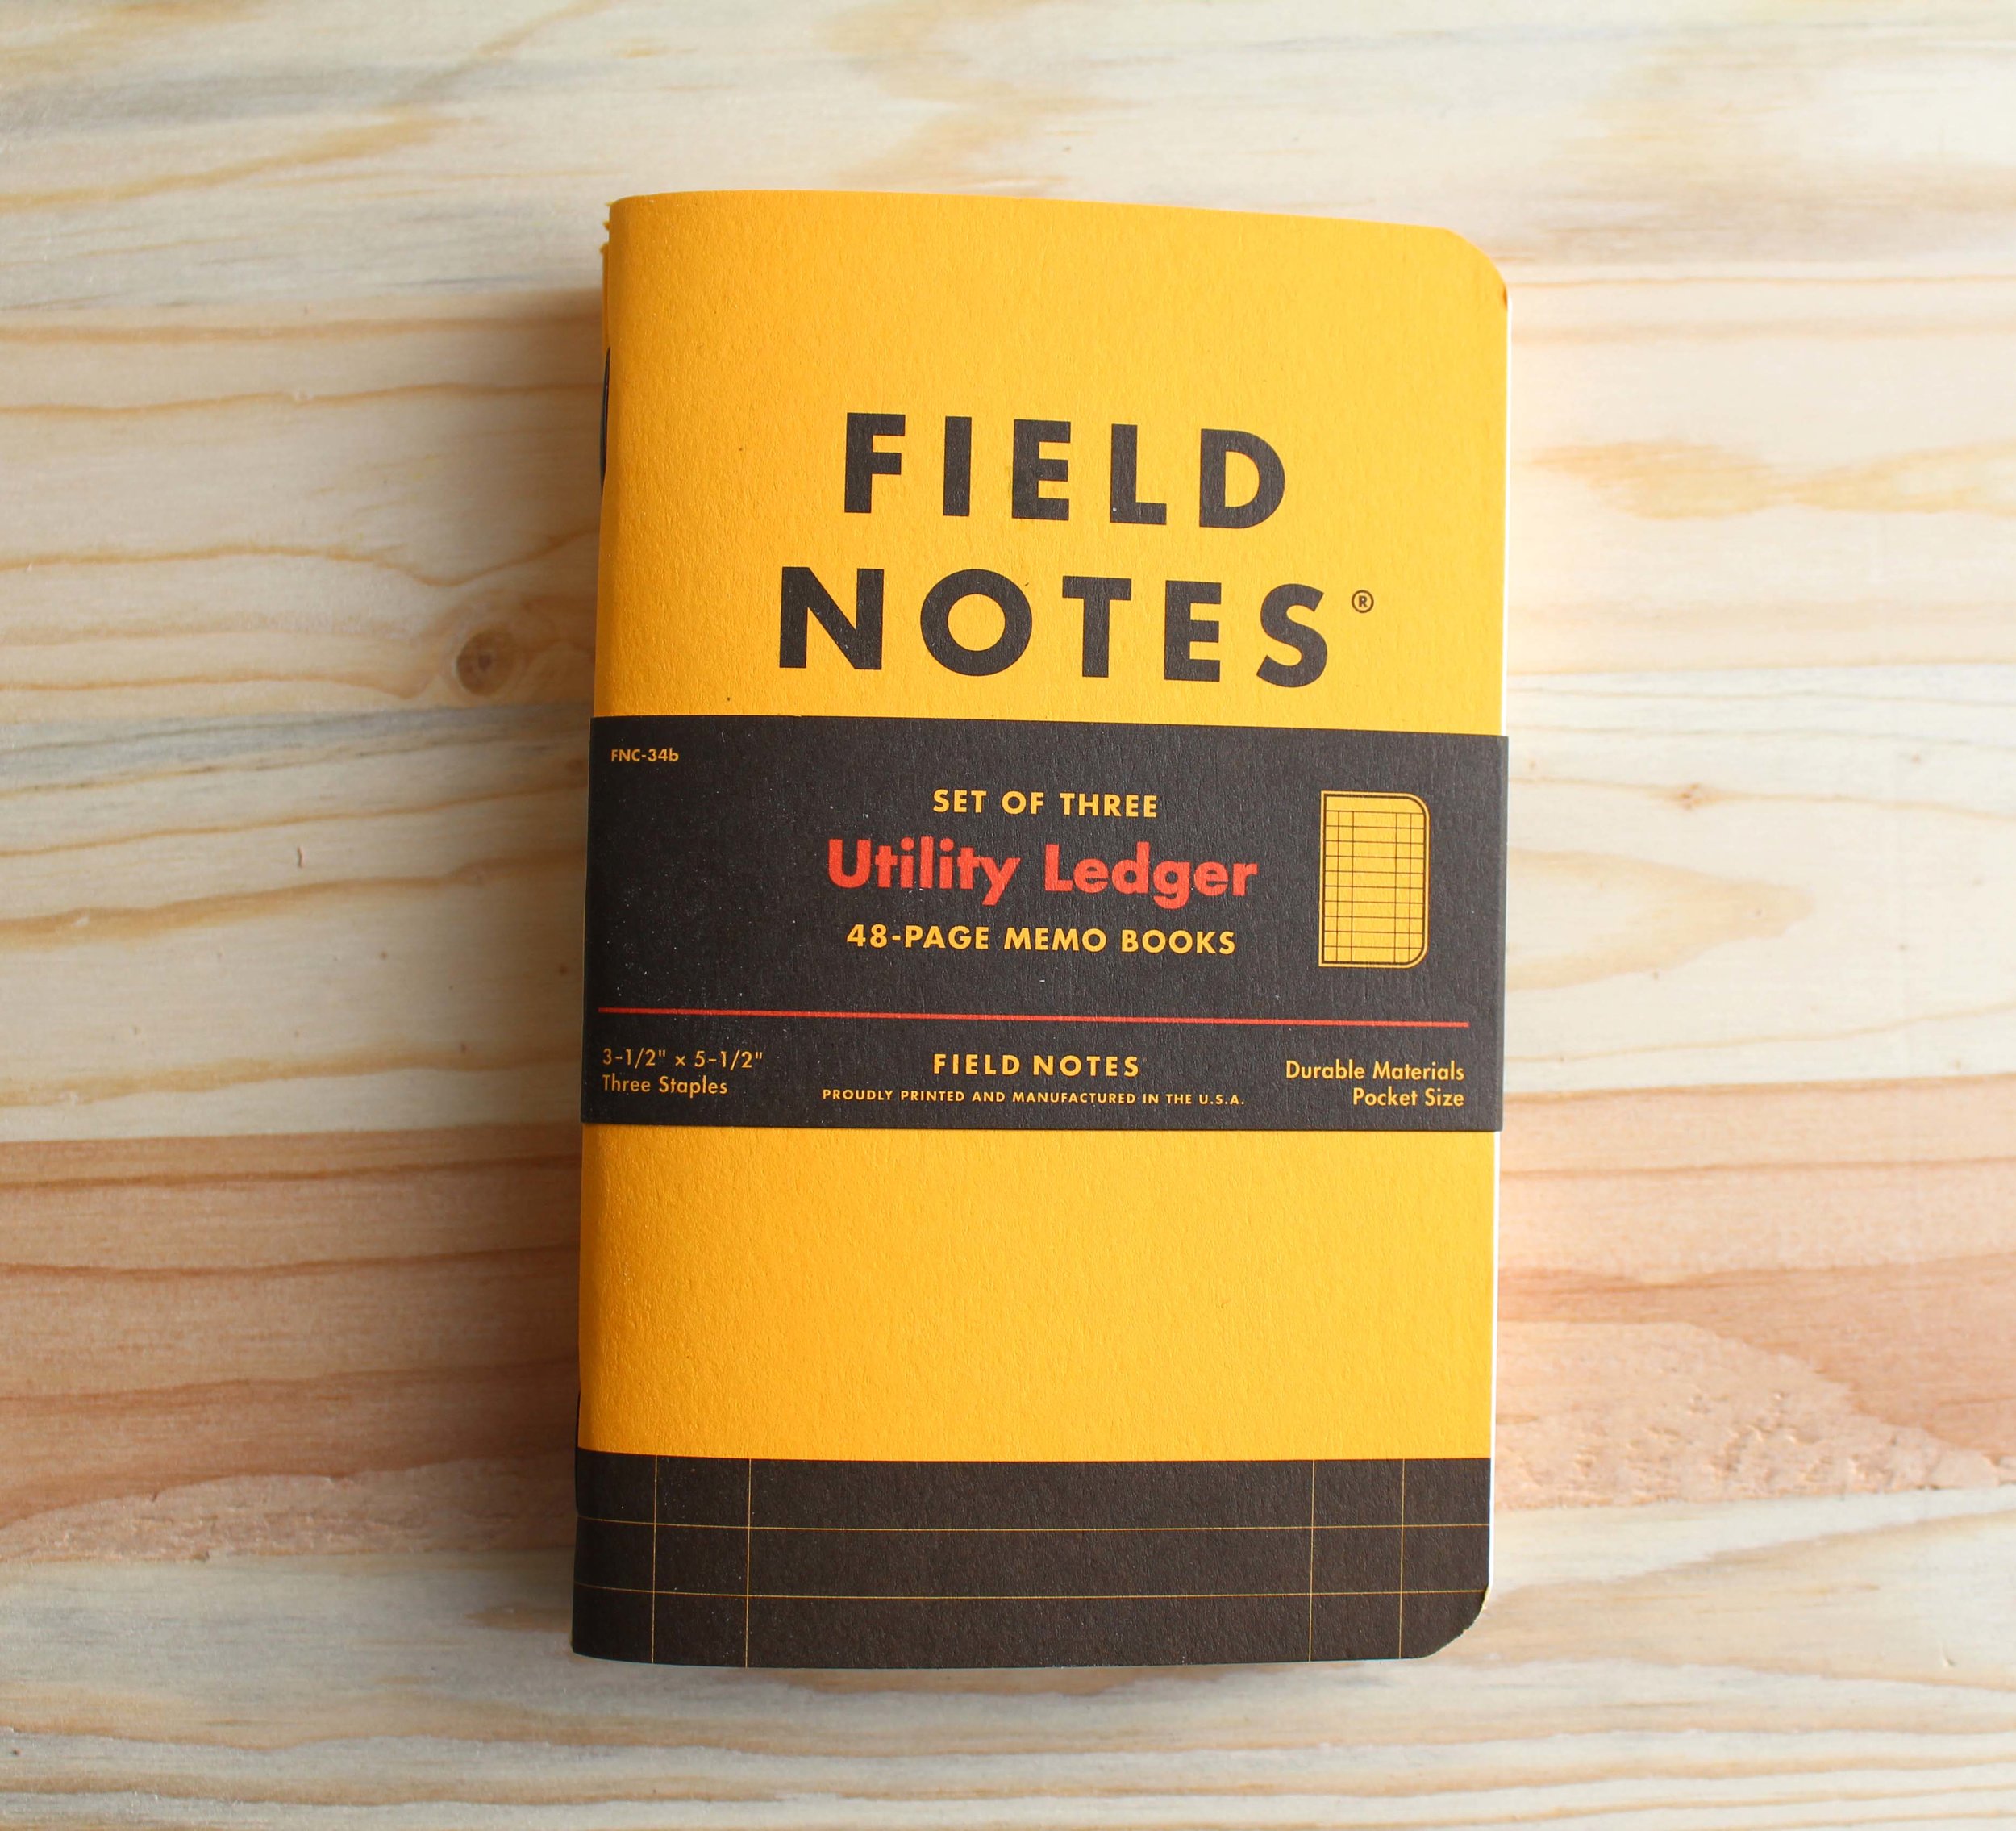 FIELD
NOTES®
FNC-34b
SET OF THREE
Utility Ledger
48-PAGE MEMO BOOKS
3-1/2" × 5-1/2"
Three Staples
FIELD NOTES
PROUDLY PRINTED AND MANUFACTURED IN THE U.S.A.
Durable Materials
Pocket Size